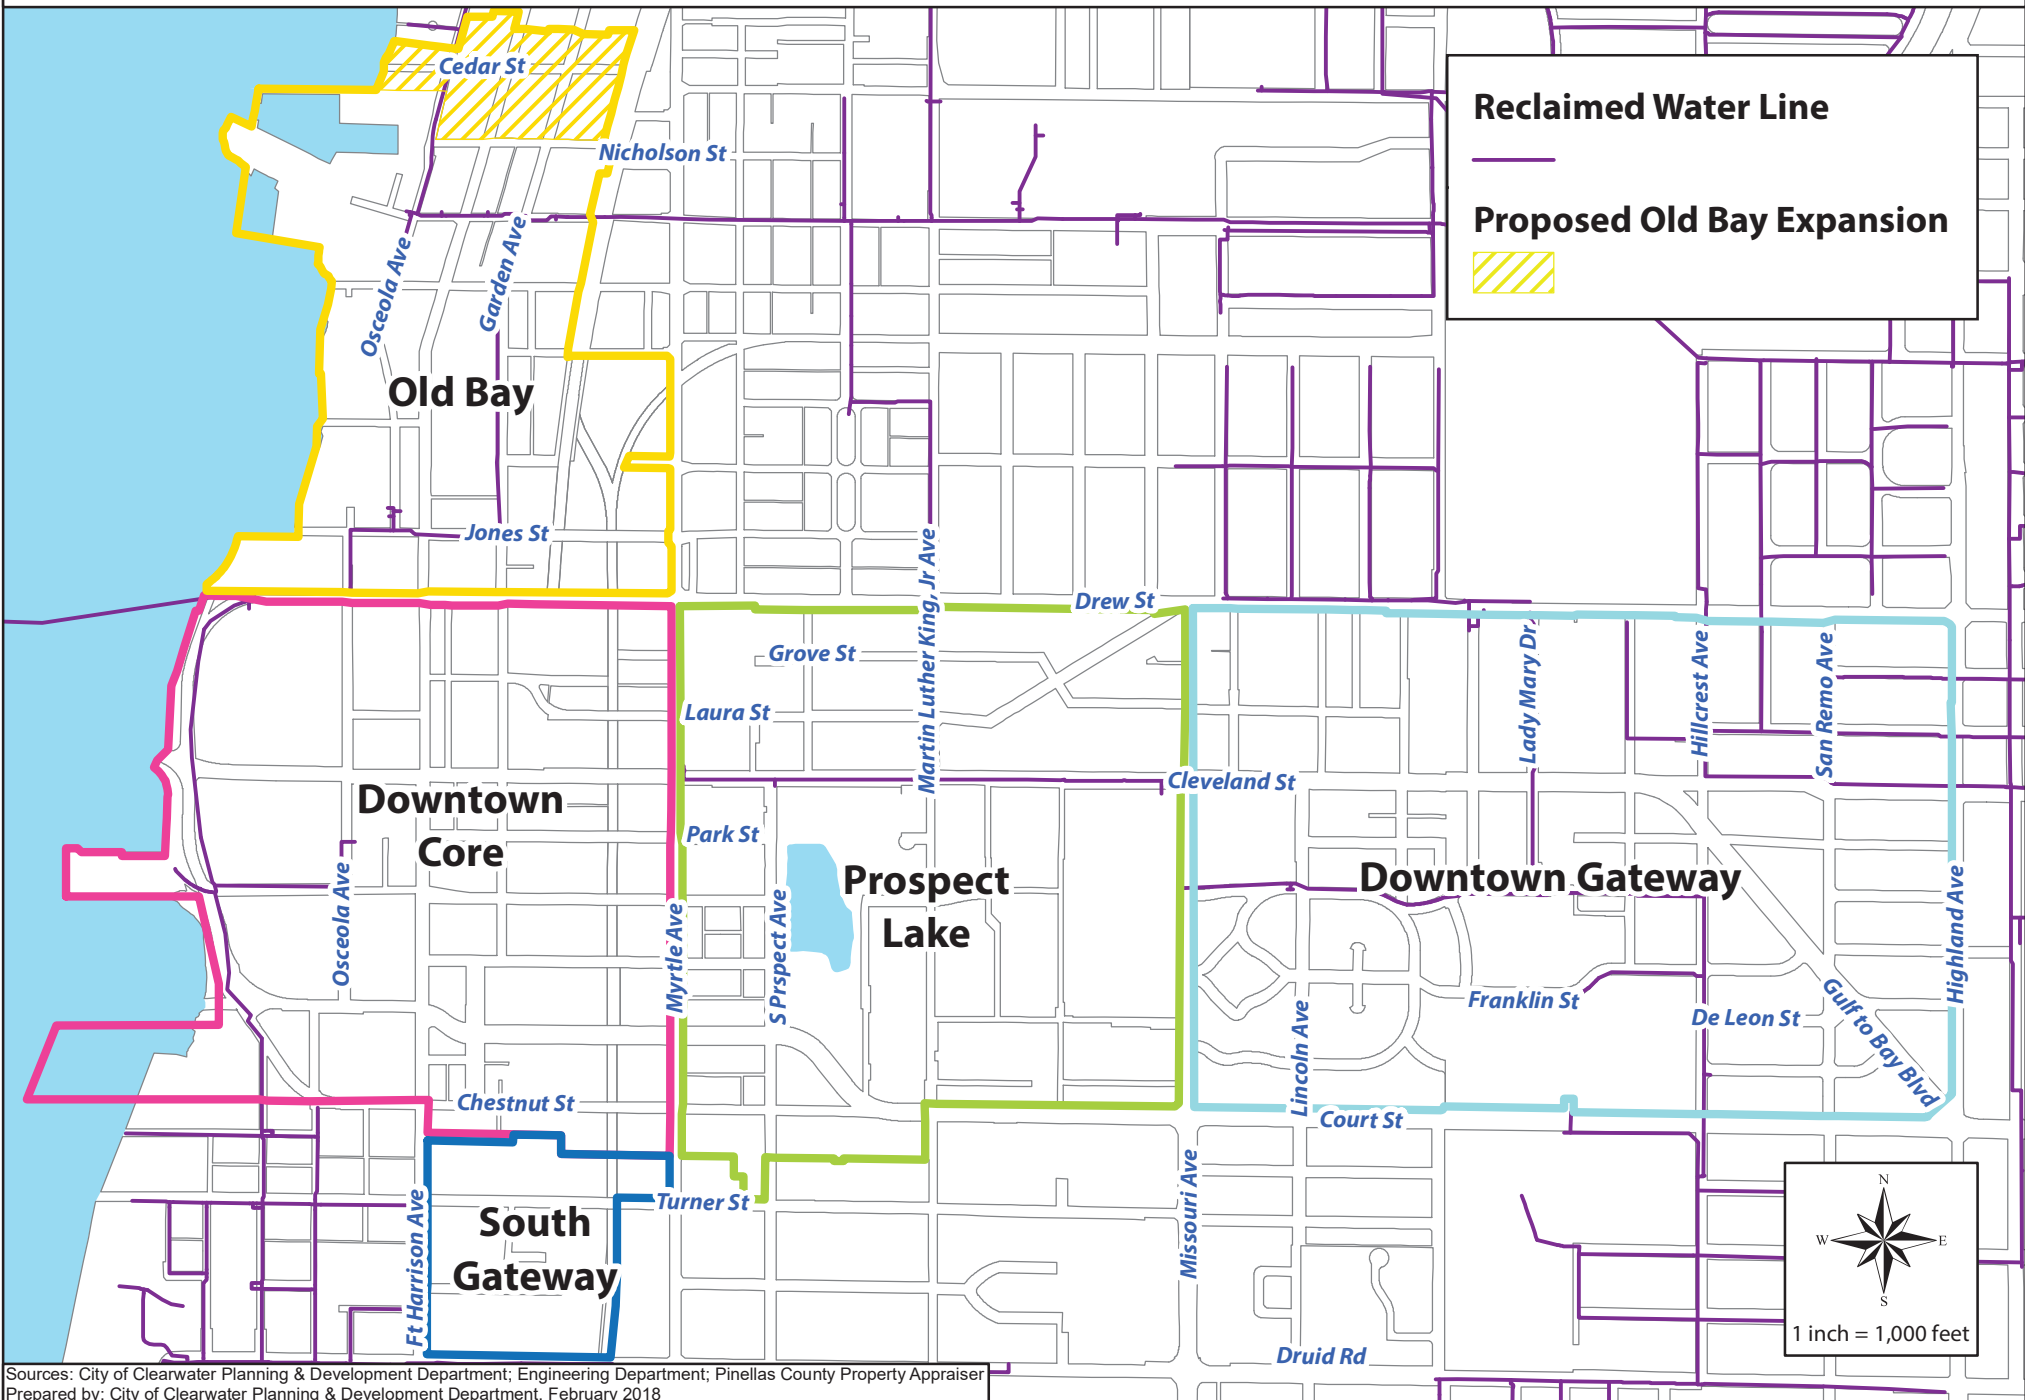 Cedar St
Reclaimed Water Line
Nicholson St
Proposed Old Bay Expansion
Osceola Ave
Garden Ave
Old Bay
Jones St
Martin Luther King, Jr Ave
Drew St
Grove St
Laura St
Lady Mary Dr
Hillcrest Ave
San Remo Ave
Cleveland St
Downtown
Core
Park St
Prospect
Lake
Downtown Gateway
Osceola Ave
Myrtle Ave
S Prspect Ave
Highland Ave
Franklin St
De Leon St
Gulf to Bay Blvd
Lincoln Ave
Chestnut St
Court St
Missouri Ave
Turner St
Ft Harrison Ave
South
Gateway
N
W
E
S
1 inch = 1,000 feet
Druid Rd
Sources: City of Clearwater Planning & Development Department; Engineering Department; Pinellas County Property Appraiser
Prepared by: City of Clearwater Planning & Development Department, February 2018